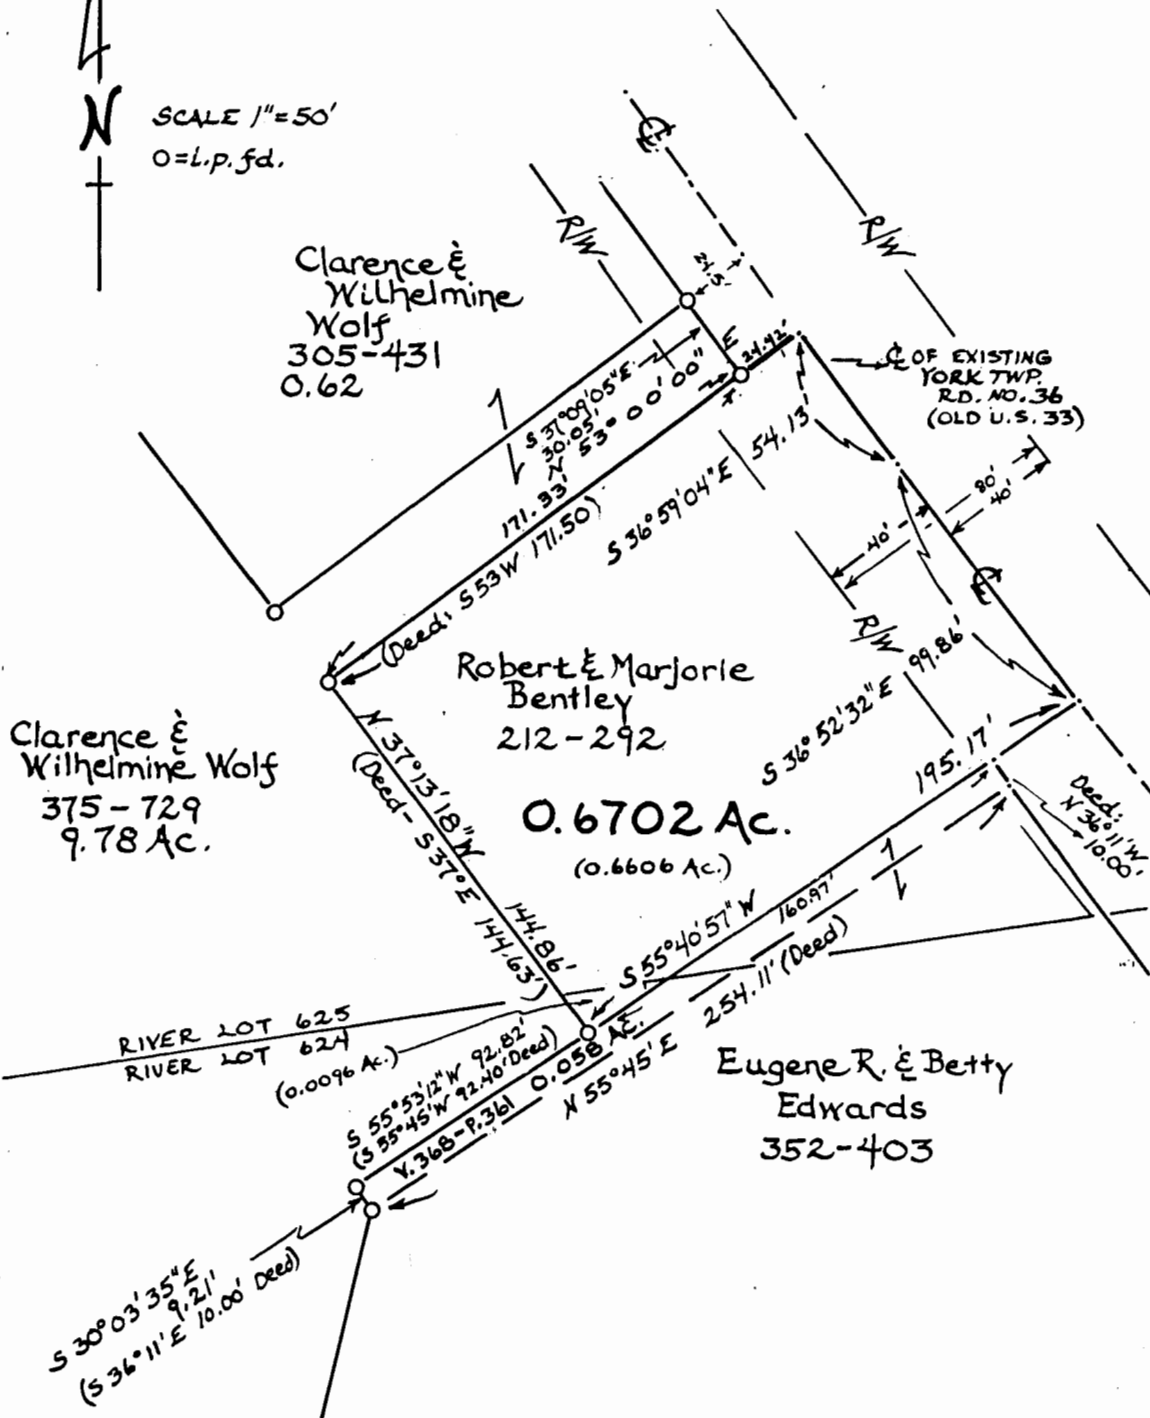 N
SCALE 1"=50'
O=i.p.fd.
R/W
R/W
Clarence &
Wilhelmine
Wolf
305-431
0.62
24.5
24.42'
℄ OF EXISTING
YORK TWP.
RD. NO. 36
(OLD U.S. 33)
S 37°09'05"E
30.05'
N 53°00'00" E
171.33'
(Deed: S53W 171.50)
S 36°59'04"E 54.13'
80'
40'
40'
R/W
Robert & Marjorie
Bentley
212-292
0.6702 Ac.
(0.6606 Ac.)
Clarence &
Wilhelmine Wolf
375-729
9.78 Ac.
N 37°13'18"W 144.86'
(Deed- S37°E 144.63')
S 36°52'32"E 99.86'
195.17'
Deed:
N 36°11'W
10.00'
S 55°40'57"W 160.97'
254.11' (Deed)
N 55°45'E
RIVER LOT 625
RIVER LOT 624
(0.0096 Ac.)
S 55°53'12"W 92.82'
(S 55°45'W 92.40' Deed)
V.368-P.361 0.058 Ac.
Eugene R. & Betty
Edwards
352-403
S 30°03'35"E
9.21'
(S 36°11'E 10.00' Deed)